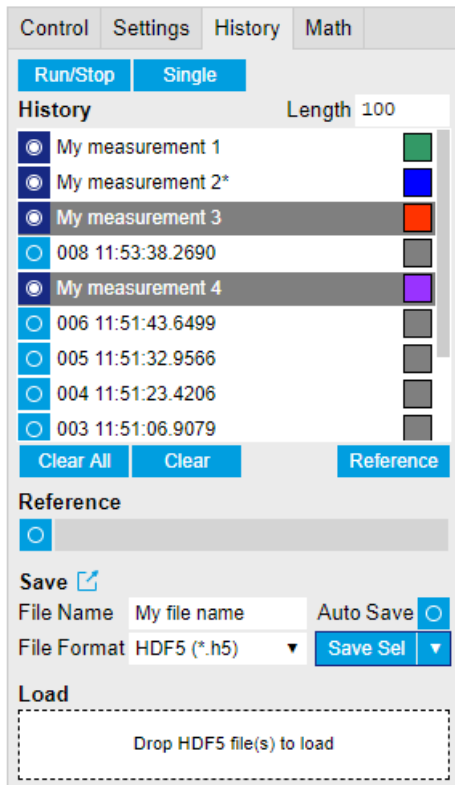 Control Settings History Math
Run/Stop Single
History Length 100
My measurement 1
My measurement 2*
My measurement 3
008 11:53:38.2690
My measurement 4
006 11:51:43.6499
005 11:51:32.9566
004 11:51:23.4206
003 11:51:06.9079
Clear All Clear Reference
Reference
Save
File Name My file name Auto Save
File Format HDF5 (*.h5) Save Sel
Load
Drop HDF5 file(s) to load